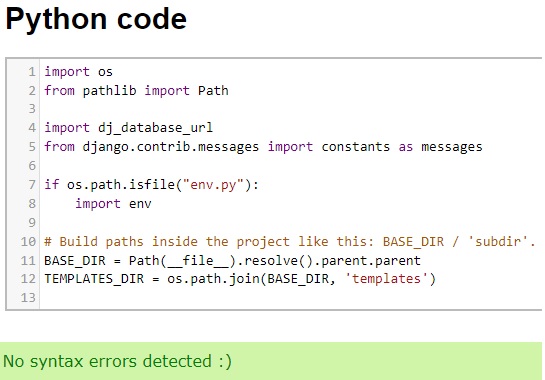 Python code
1 import os
2 from pathlib import Path
3
4 import dj_database_url
5 from django.contrib.messages import constants as messages
6
7 if os.path.isfile("env.py"):
8     import env
9
10 # Build paths inside the project like this: BASE_DIR / 'subdir'.
11 BASE_DIR = Path(__file__).resolve().parent.parent
12 TEMPLATES_DIR = os.path.join(BASE_DIR, 'templates')
13
No syntax errors detected :)